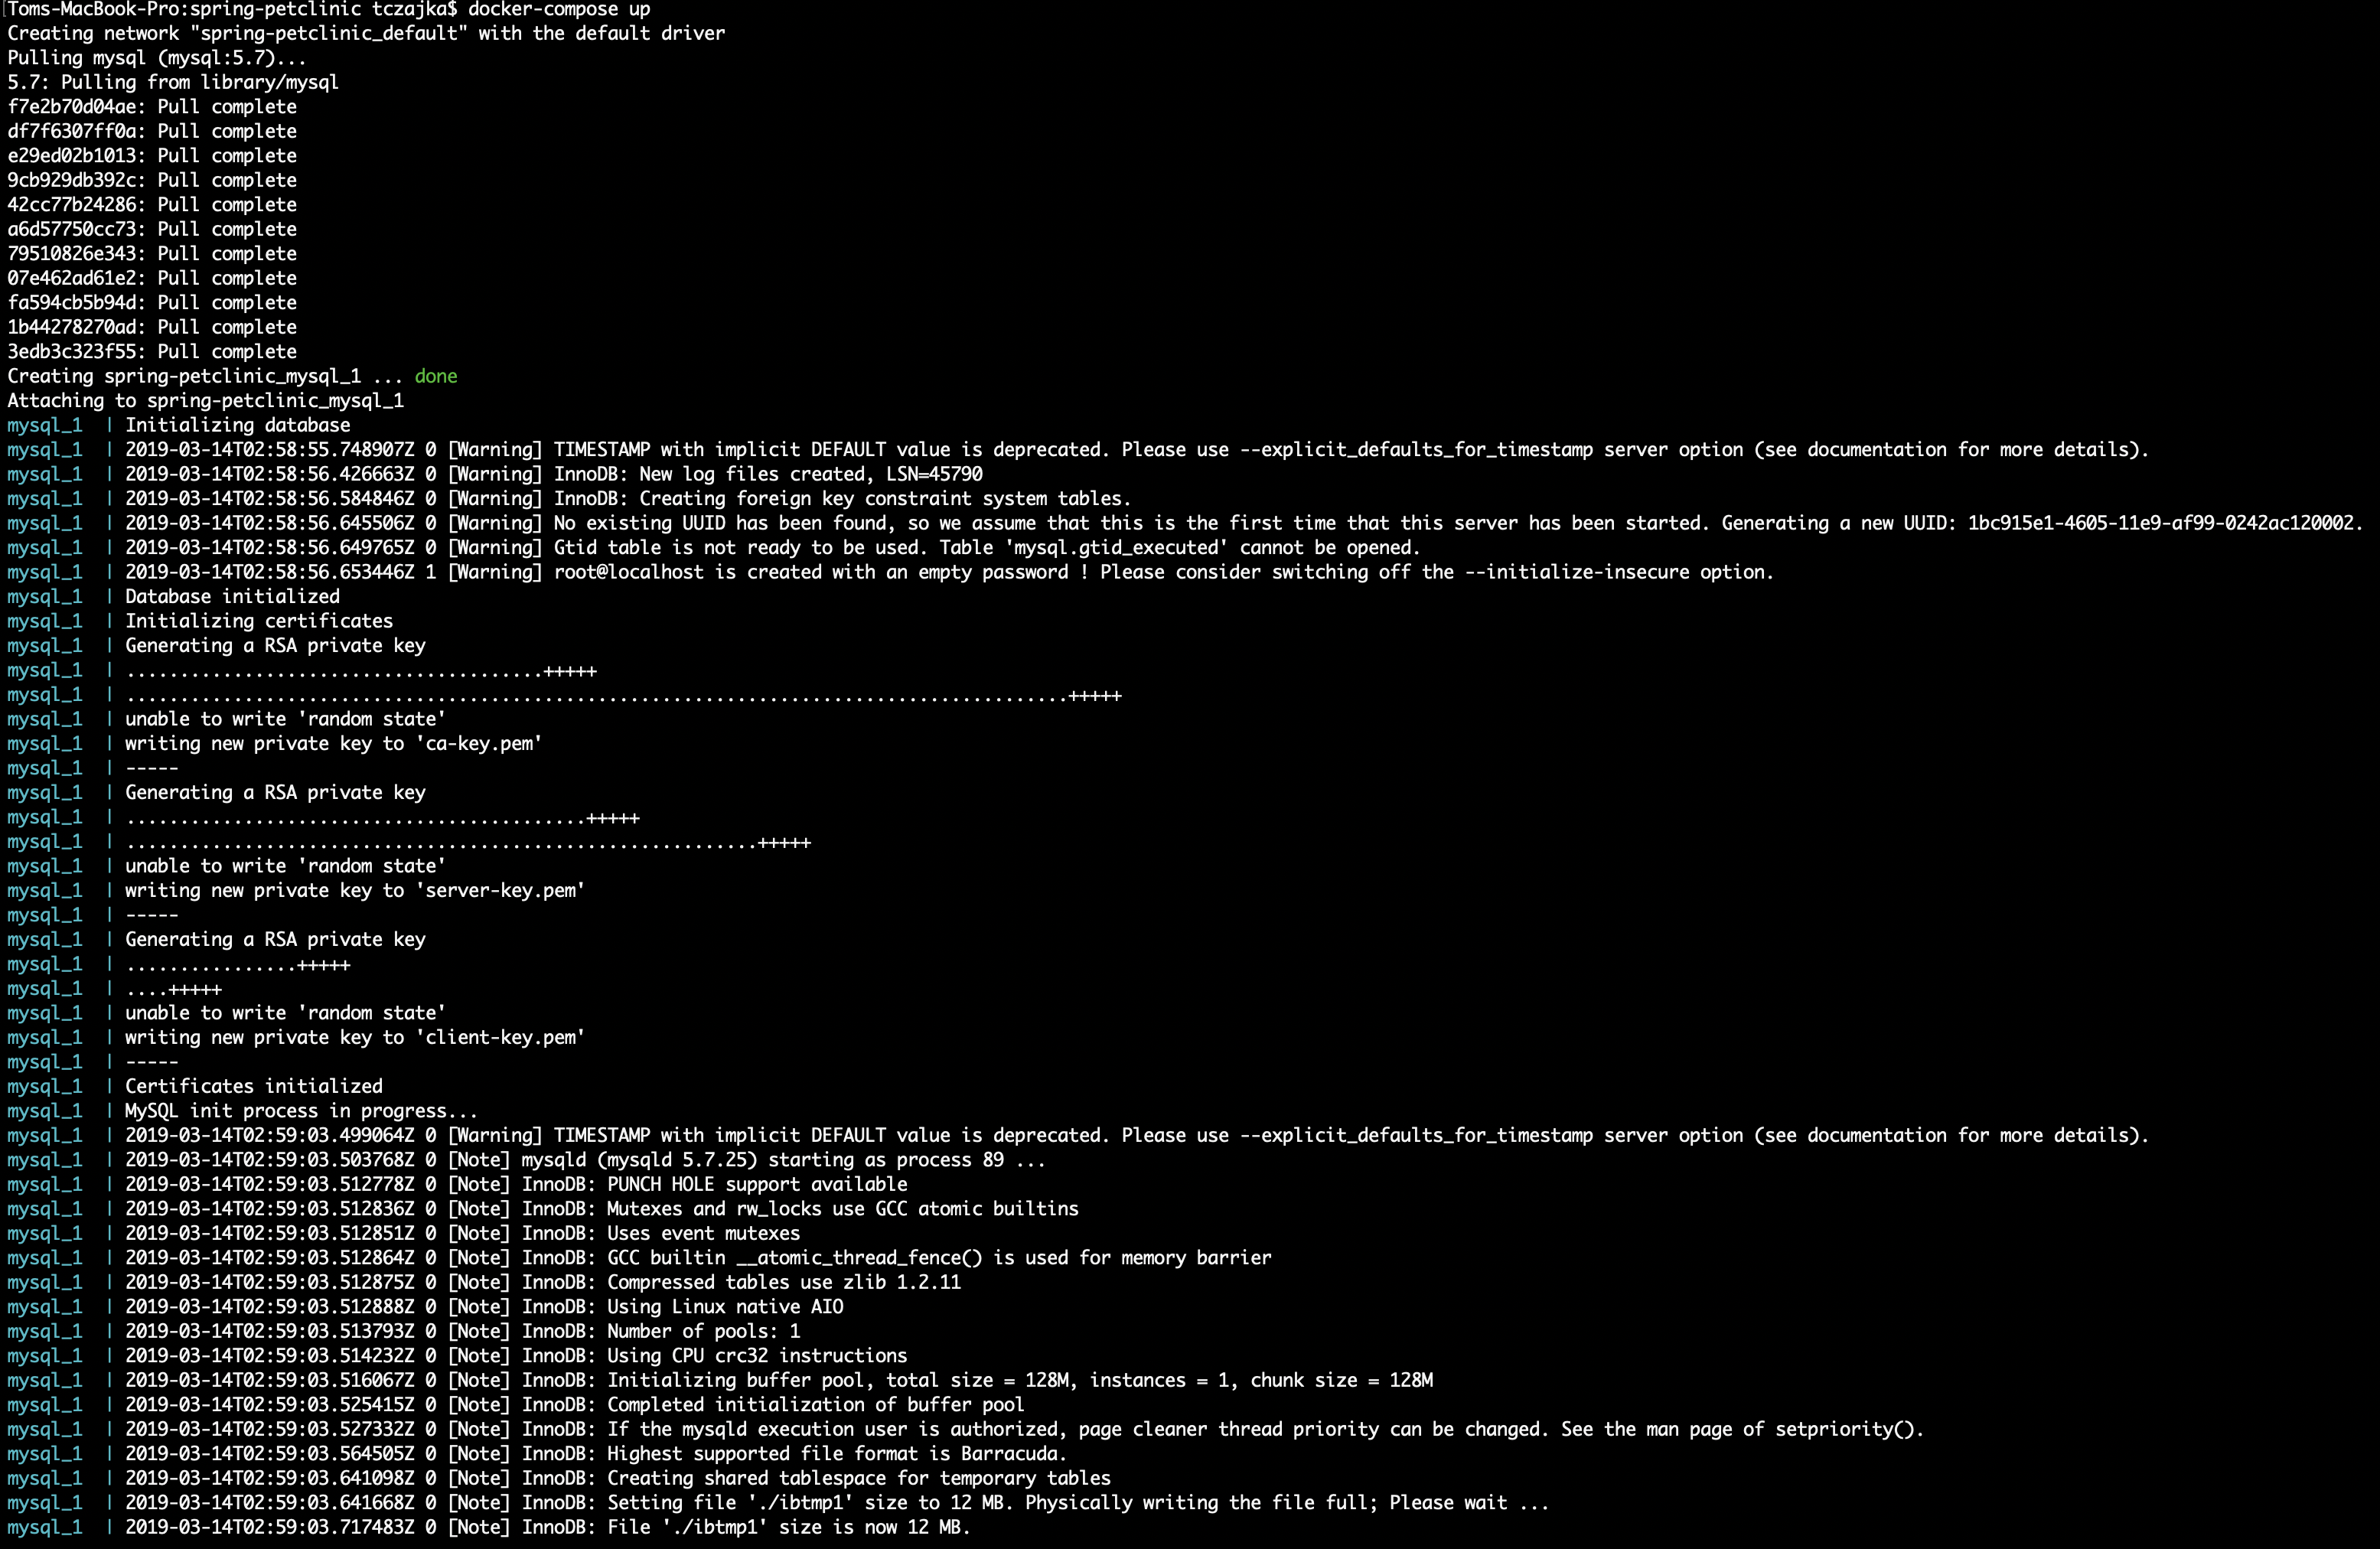 [Toms-MacBook-Pro:spring-petclinic tczajka$ docker-compose up
Creating network "spring-petclinic_default" with the default driver
Pulling mysql (mysql:5.7)...
5.7: Pulling from library/mysql
f7e2b70d04ae: Pull complete
df7f6307ff0a: Pull complete
e29ed02b1013: Pull complete
9cb929db392c: Pull complete
42cc77b24286: Pull complete
a6d57750cc73: Pull complete
79510826e343: Pull complete
07e462ad61e2: Pull complete
fa594cb5b94d: Pull complete
1b44278270ad: Pull complete
3edb3c323f55: Pull complete
Creating spring-petclinic_mysql_1 ... done
Attaching to spring-petclinic_mysql_1
mysql_1  | Initializing database
mysql_1  | 2019-03-14T02:58:55.748907Z 0 [Warning] TIMESTAMP with implicit DEFAULT value is deprecated. Please use --explicit_defaults_for_timestamp server option (see documentation for more details).
mysql_1  | 2019-03-14T02:58:56.426663Z 0 [Warning] InnoDB: New log files created, LSN=45790
mysql_1  | 2019-03-14T02:58:56.584846Z 0 [Warning] InnoDB: Creating foreign key constraint system tables.
mysql_1  | 2019-03-14T02:58:56.645506Z 0 [Warning] No existing UUID has been found, so we assume that this is the first time that this server has been started. Generating a new UUID: 1bc915e1-4605-11e9-af99-0242ac120002.
mysql_1  | 2019-03-14T02:58:56.649765Z 0 [Warning] Gtid table is not ready to be used. Table 'mysql.gtid_executed' cannot be opened.
mysql_1  | 2019-03-14T02:58:56.653446Z 1 [Warning] root@localhost is created with an empty password ! Please consider switching off the --initialize-insecure option.
mysql_1  | Database initialized
mysql_1  | Initializing certificates
mysql_1  | Generating a RSA private key
mysql_1  | .......................................+++++
mysql_1  | ........................................................................................+++++
mysql_1  | unable to write 'random state'
mysql_1  | writing new private key to 'ca-key.pem'
mysql_1  | -----
mysql_1  | Generating a RSA private key
mysql_1  | ...........................................+++++
mysql_1  | ...........................................................+++++
mysql_1  | unable to write 'random state'
mysql_1  | writing new private key to 'server-key.pem'
mysql_1  | -----
mysql_1  | Generating a RSA private key
mysql_1  | ................+++++
mysql_1  | ....+++++
mysql_1  | unable to write 'random state'
mysql_1  | writing new private key to 'client-key.pem'
mysql_1  | -----
mysql_1  | Certificates initialized
mysql_1  | MySQL init process in progress...
mysql_1  | 2019-03-14T02:59:03.499064Z 0 [Warning] TIMESTAMP with implicit DEFAULT value is deprecated. Please use --explicit_defaults_for_timestamp server option (see documentation for more details).
mysql_1  | 2019-03-14T02:59:03.503768Z 0 [Note] mysqld (mysqld 5.7.25) starting as process 89 ...
mysql_1  | 2019-03-14T02:59:03.512778Z 0 [Note] InnoDB: PUNCH HOLE support available
mysql_1  | 2019-03-14T02:59:03.512836Z 0 [Note] InnoDB: Mutexes and rw_locks use GCC atomic builtins
mysql_1  | 2019-03-14T02:59:03.512851Z 0 [Note] InnoDB: Uses event mutexes
mysql_1  | 2019-03-14T02:59:03.512864Z 0 [Note] InnoDB: GCC builtin __atomic_thread_fence() is used for memory barrier
mysql_1  | 2019-03-14T02:59:03.512875Z 0 [Note] InnoDB: Compressed tables use zlib 1.2.11
mysql_1  | 2019-03-14T02:59:03.512888Z 0 [Note] InnoDB: Using Linux native AIO
mysql_1  | 2019-03-14T02:59:03.513793Z 0 [Note] InnoDB: Number of pools: 1
mysql_1  | 2019-03-14T02:59:03.514232Z 0 [Note] InnoDB: Using CPU crc32 instructions
mysql_1  | 2019-03-14T02:59:03.516067Z 0 [Note] InnoDB: Initializing buffer pool, total size = 128M, instances = 1, chunk size = 128M
mysql_1  | 2019-03-14T02:59:03.525415Z 0 [Note] InnoDB: Completed initialization of buffer pool
mysql_1  | 2019-03-14T02:59:03.527332Z 0 [Note] InnoDB: If the mysqld execution user is authorized, page cleaner thread priority can be changed. See the man page of setpriority().
mysql_1  | 2019-03-14T02:59:03.564505Z 0 [Note] InnoDB: Highest supported file format is Barracuda.
mysql_1  | 2019-03-14T02:59:03.641098Z 0 [Note] InnoDB: Creating shared tablespace for temporary tables
mysql_1  | 2019-03-14T02:59:03.641668Z 0 [Note] InnoDB: Setting file './ibtmp1' size to 12 MB. Physically writing the file full; Please wait ...
mysql_1  | 2019-03-14T02:59:03.717483Z 0 [Note] InnoDB: File './ibtmp1' size is now 12 MB.